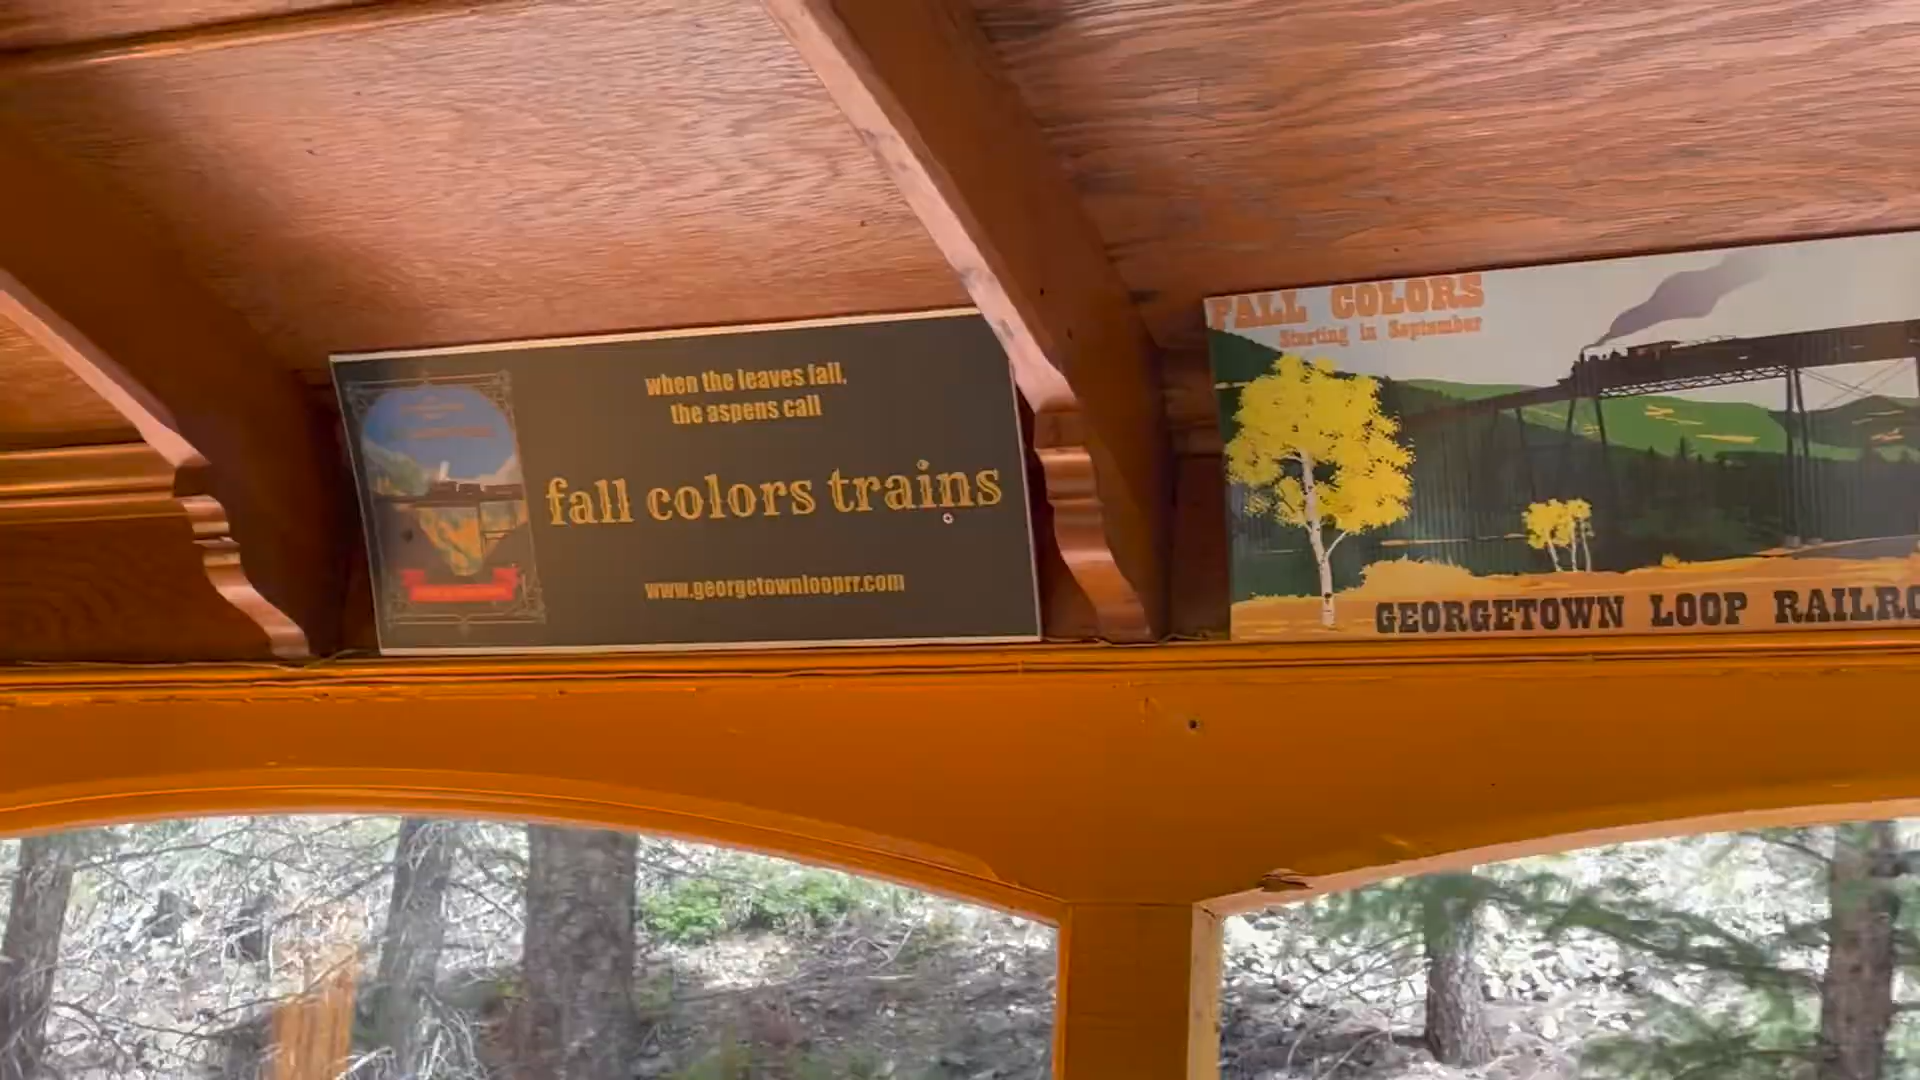 when the leaves fall,
the aspens call
fall colors trains
www.georgetownlooprr.com
FALL COLORS
Starting in September
GEORGETOWN LOOP